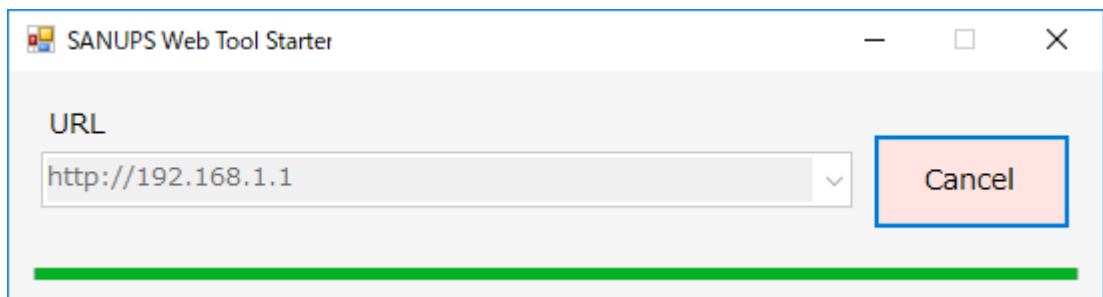 SANUPS Web Tool Starter
URL
http://192.168.1.1
Cancel